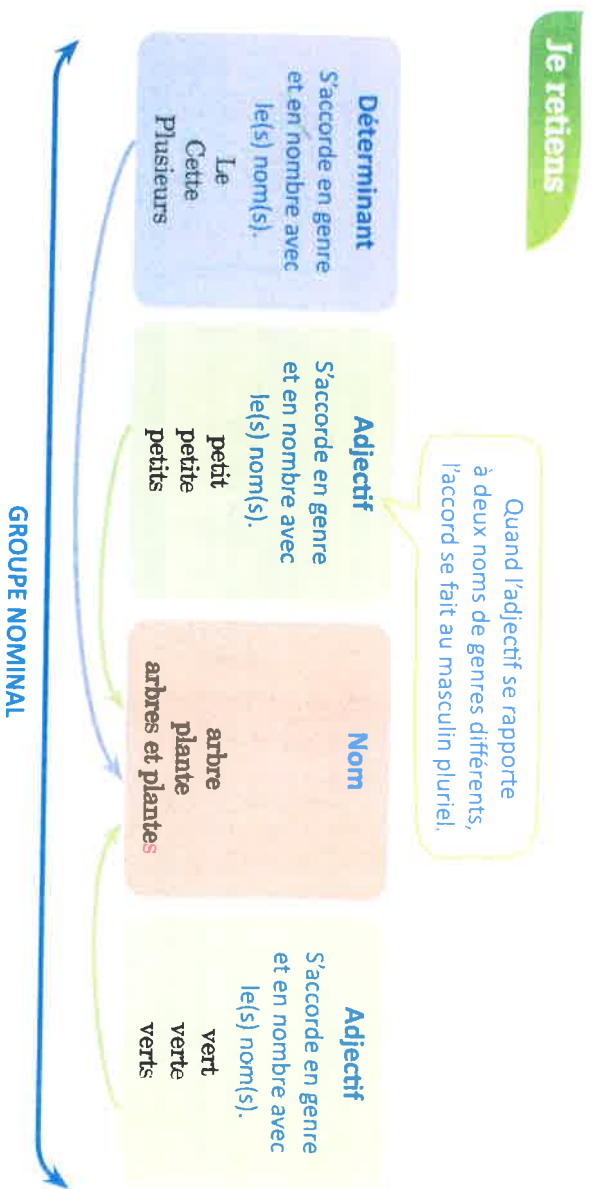 Je retiens
Quand l'adjectif se rapporte
à deux noms de genres différents,
l'accord se fait au masculin pluriel.
Déterminant
S'accorde en genre
et en nombre avec
le(s) nom(s).
Le
Cette
Plusieurs
Adjectif
S'accorde en genre
et en nombre avec
le(s) nom(s).
petit
petite
petits
Nom
arbre
plante
arbres et plantes
Adjectif
S'accorde en genre
et en nombre avec
le(s) nom(s).
vert
verte
verts
GROUPE NOMINAL